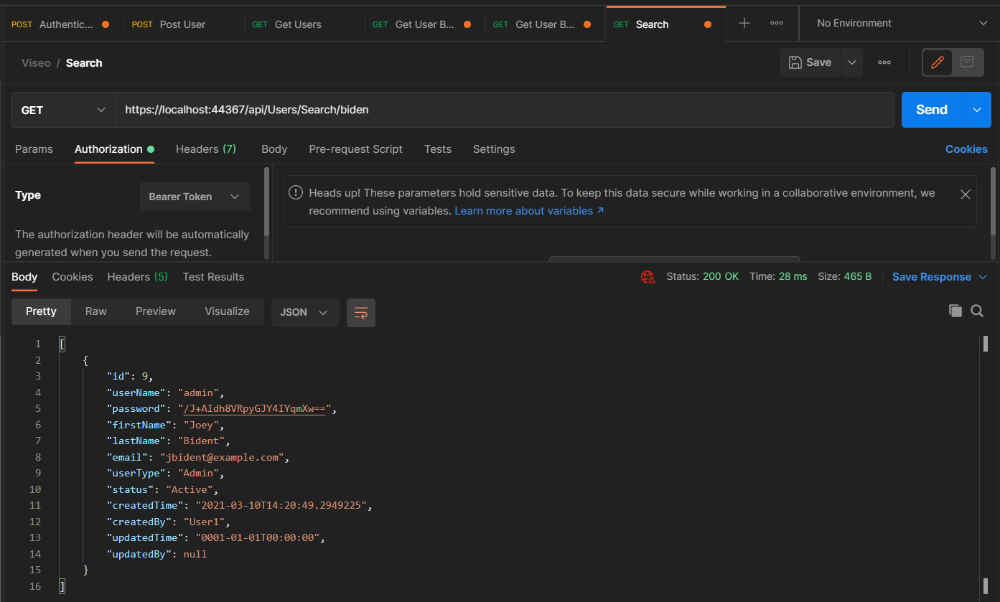 POST Authentic... POST Post User GET Get Users GET Get User B... GET Get User B... GET Search No Environment
Viseo / Search Save
GET https://localhost:44367/api/Users/Search/biden Send
Params Authorization Headers (7) Body Pre-request Script Tests Settings Cookies
Type Bearer Token
The authorization header will be automatically
generated when you send the request.
Heads up! These parameters hold sensitive data. To keep this data secure while working in a collaborative environment, we
recommend using variables. Learn more about variables ↗
Body Cookies Headers (5) Test Results Status: 200 OK Time: 28 ms Size: 465 B Save Response
Pretty Raw Preview Visualize JSON
1 [
2 {
3 "id": 9,
4 "userName": "admin",
5 "password": "/J+AIdh8VRpyGJY4IYqmXw==",
6 "firstName": "Joey",
7 "lastName": "Bident",
8 "email": "jbident@example.com",
9 "userType": "Admin",
10 "status": "Active",
11 "createdTime": "2021-03-10T14:20:49.2949225",
12 "createdBy": "User1",
13 "updatedTime": "0001-01-01T00:00:00",
14 "updatedBy": null
15 }
16 ]